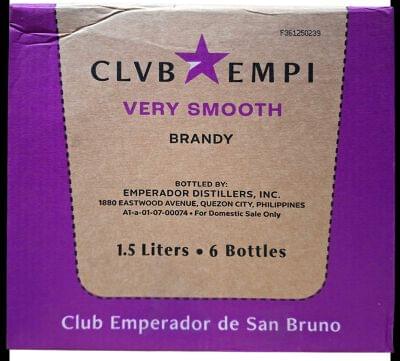 F361250239
CLVB EMPI
VERY SMOOTH
BRANDY
BOTTLED BY:
EMPERADOR DISTILLERS, INC.
1880 EASTWOOD AVENUE, QUEZON CITY, PHILIPPINES
A1-a-01-07-00074 • For Domestic Sale Only
1.5 Liters • 6 Bottles
Club Emperador de San Bruno